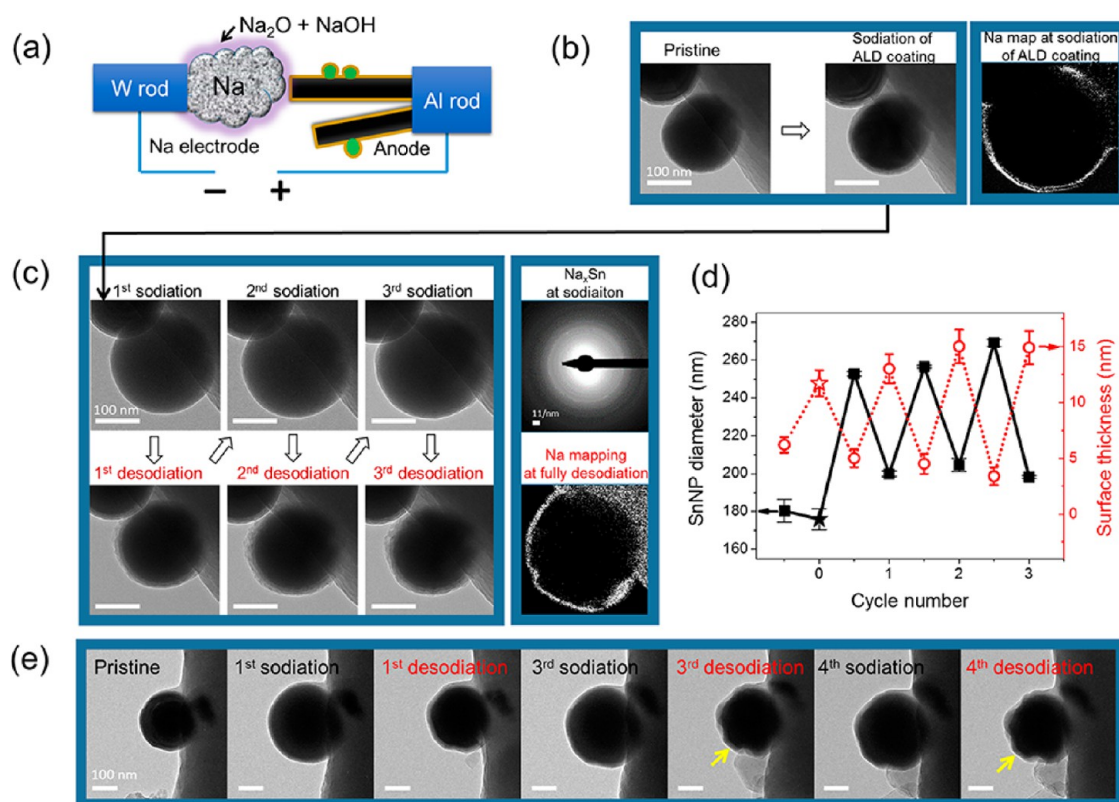 (a)
Na2O + NaOH
W rod
Na
Al rod
Na electrode
Anode
− +
(b)
Pristine
Sodiation of
ALD coating
100 nm
Na map at sodiation
of ALD coating
(c)
1st sodiation
2nd sodiation
3rd sodiation
100 nm
1st desodiation
2nd desodiation
3rd desodiation
NaxSn
at sodiaiton
11/nm
Na mapping
at fully desodiation
(d)
280
260
240
220
200
180
160
SnNP diameter (nm)
15
10
5
0
Surface thickness (nm)
0 1 2 3
Cycle number
(e)
Pristine
1st sodiation
1st desodiation
3rd sodiation
3rd desodiation
4th sodiation
4th desodiation
100 nm